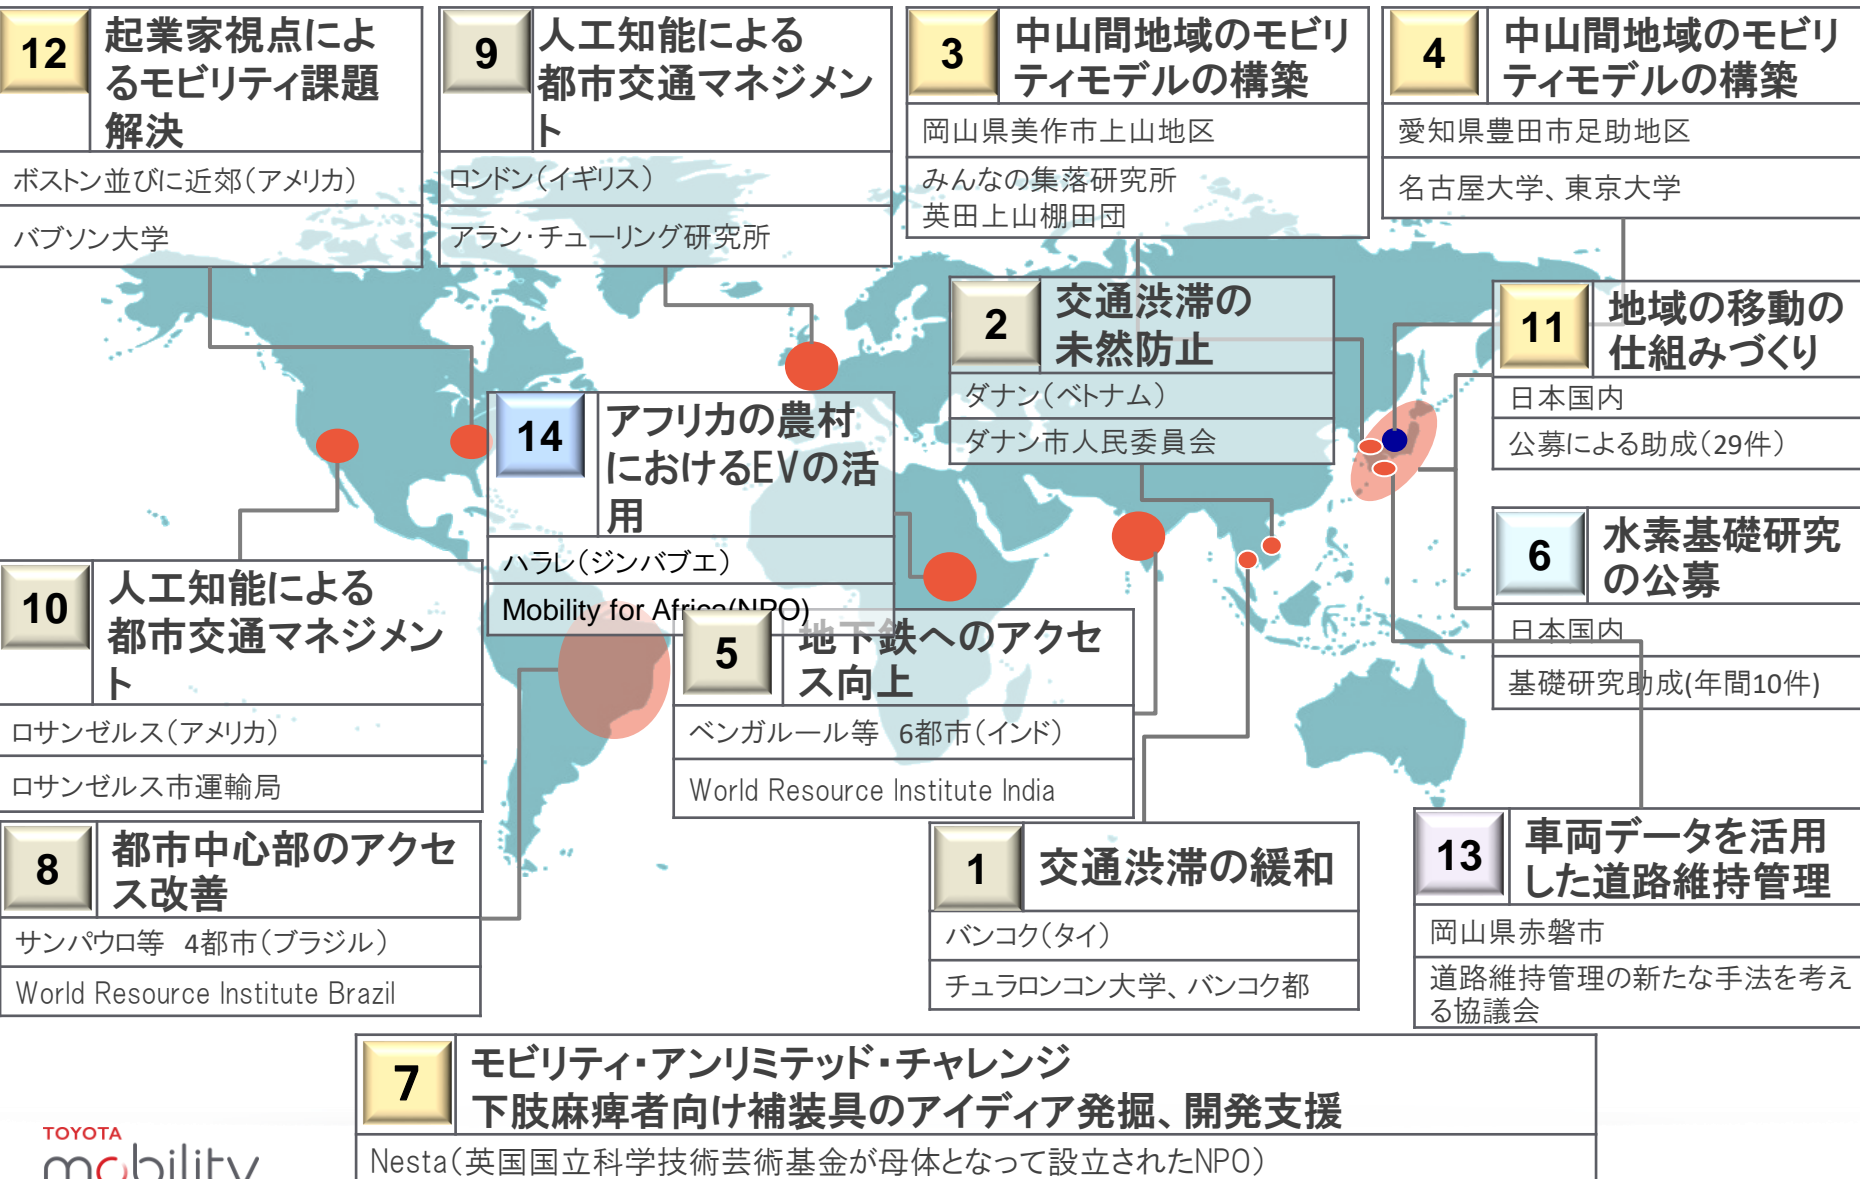 12
起業家視点によ
るモビリティ課題
解決
ボストン並びに近郊(アメリカ)
バブソン大学
9
人工知能による
都市交通マネジメン
ト
ロンドン(イギリス)
アラン・チューリング研究所
3
中山間地域のモビリ
ティモデルの構築
岡山県美作市上山地区
みんなの集落研究所
英田上山棚田団
4
中山間地域のモビリ
ティモデルの構築
愛知県豊田市足助地区
名古屋大学、東京大学
2
交通渋滞の
未然防止
ダナン(ベトナム)
ダナン市人民委員会
11
地域の移動の
仕組みづくり
日本国内
公募による助成(29件)
14
アフリカの農村
におけるEVの活
用
ハラレ(ジンバブエ)
Mobility for Africa(NPO)
6
水素基礎研究
の公募
日本国内
基礎研究助成(年間10件)
10
人工知能による
都市交通マネジメン
ト
ロサンゼルス(アメリカ)
ロサンゼルス市運輸局
5
地下鉄へのアクセ
ス向上
ベンガルール等 6都市(インド)
World Resource Institute India
8
都市中心部のアクセ
ス改善
サンパウロ等 4都市(ブラジル)
World Resource Institute Brazil
1
交通渋滞の緩和
バンコク(タイ)
チュラロンコン大学、バンコク都
13
車両データを活用
した道路維持管理
岡山県赤磐市
道路維持管理の新たな手法を考え
る協議会
7
モビリティ・アンリミテッド・チャレンジ
下肢麻痺者向け補装具のアイディア発掘、開発支援
Nesta(英国国立科学技術芸術基金が母体となって設立されたNPO)
TOYOTA
mobility